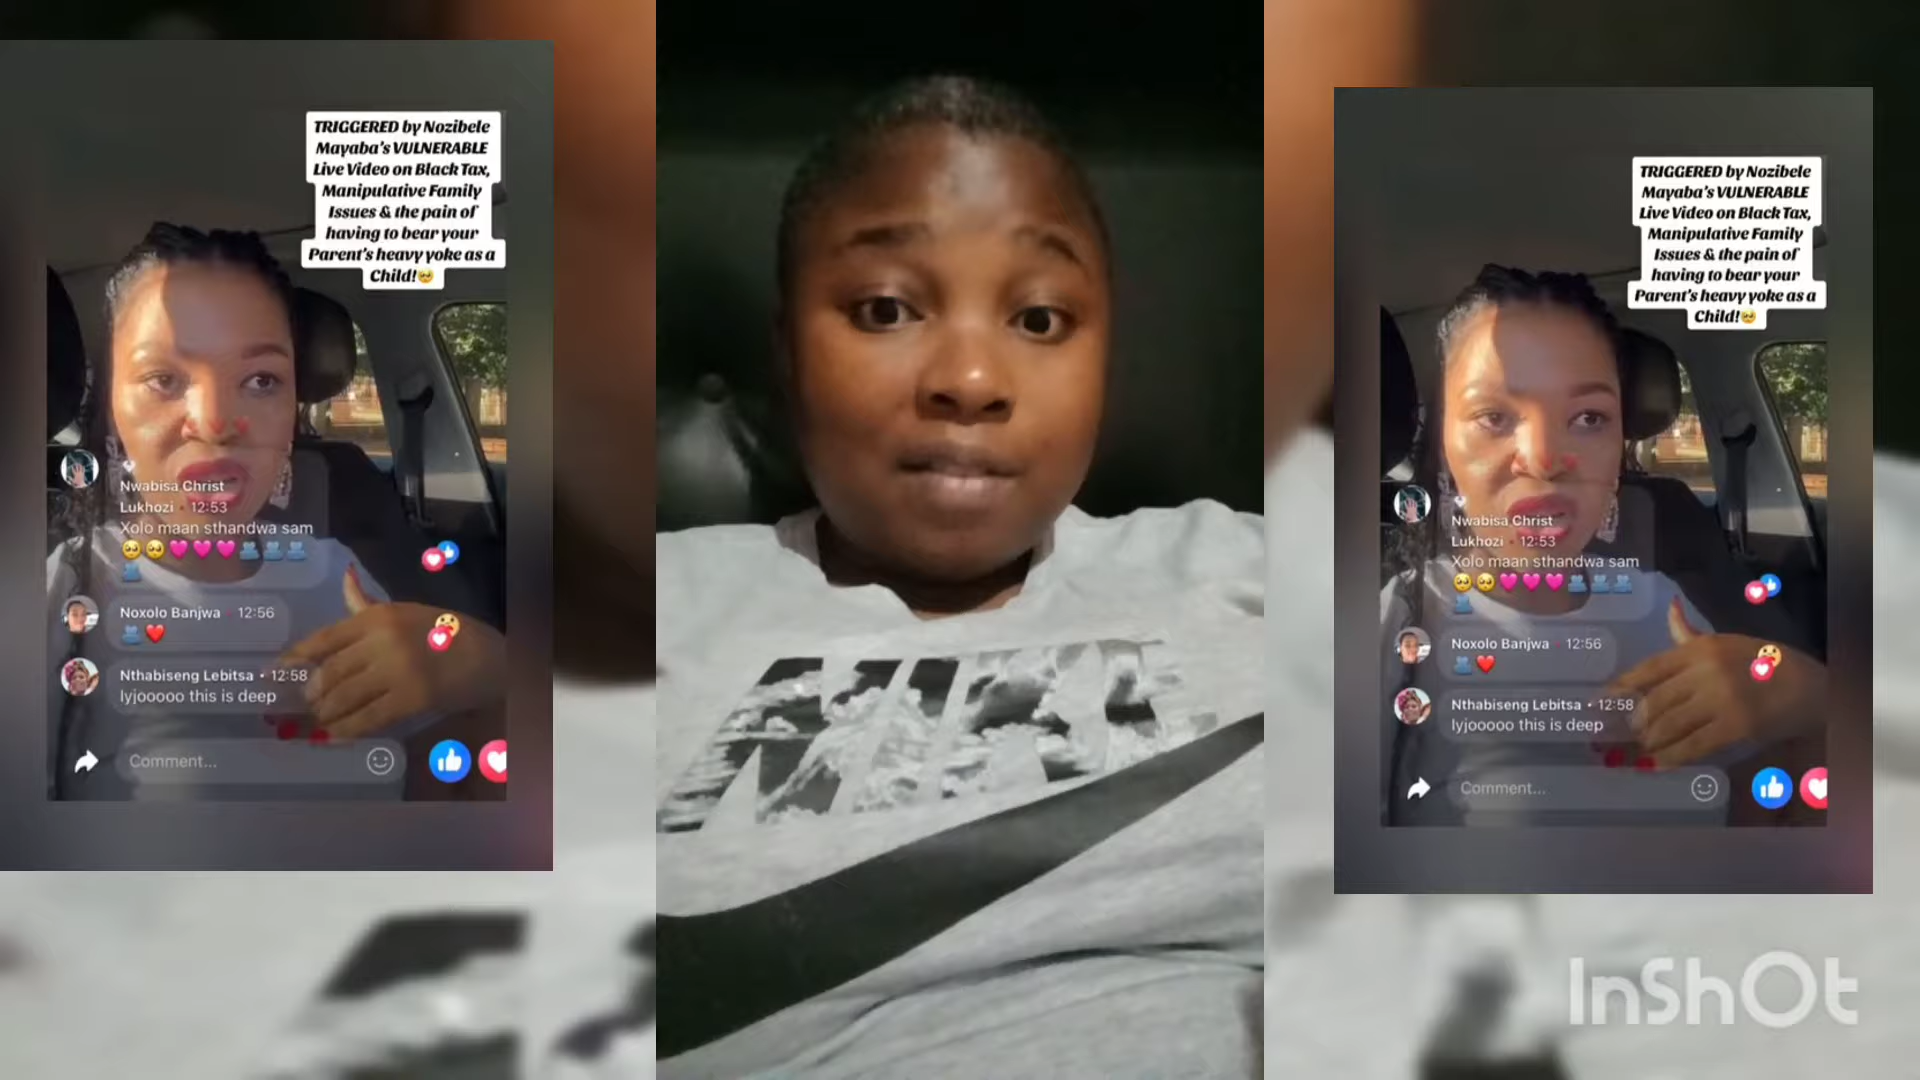 TRIGGERED by Nozibele
Mayaba's VULNERABLE
Live Video on Black Tax,
Manipulative Family
Issues & the pain of
having to bear your
Parent's heavy yoke as a
Child!🥺
Nwabisa Christ
Lukhozi • 12:53
Xolo maan sthandwa sam
🥺🥺💗💗💗🫂🫂🫂
🫂
Noxolo Banjwa • 12:56
🫂❤️
Nthabiseng Lebitsa • 12:58
Iyjooooo this is deep
Comment...
NIKE
TRIGGERED by Nozibele
Mayaba's VULNERABLE
Live Video on Black Tax,
Manipulative Family
Issues & the pain of
having to bear your
Parent's heavy yoke as a
Child!🥺
Nwabisa Christ
Lukhozi • 12:53
Xolo maan sthandwa sam
🥺🥺💗💗💗🫂🫂🫂
🫂
Noxolo Banjwa • 12:56
🫂❤️
Nthabiseng Lebitsa • 12:58
Iyjooooo this is deep
Comment...
InShOt